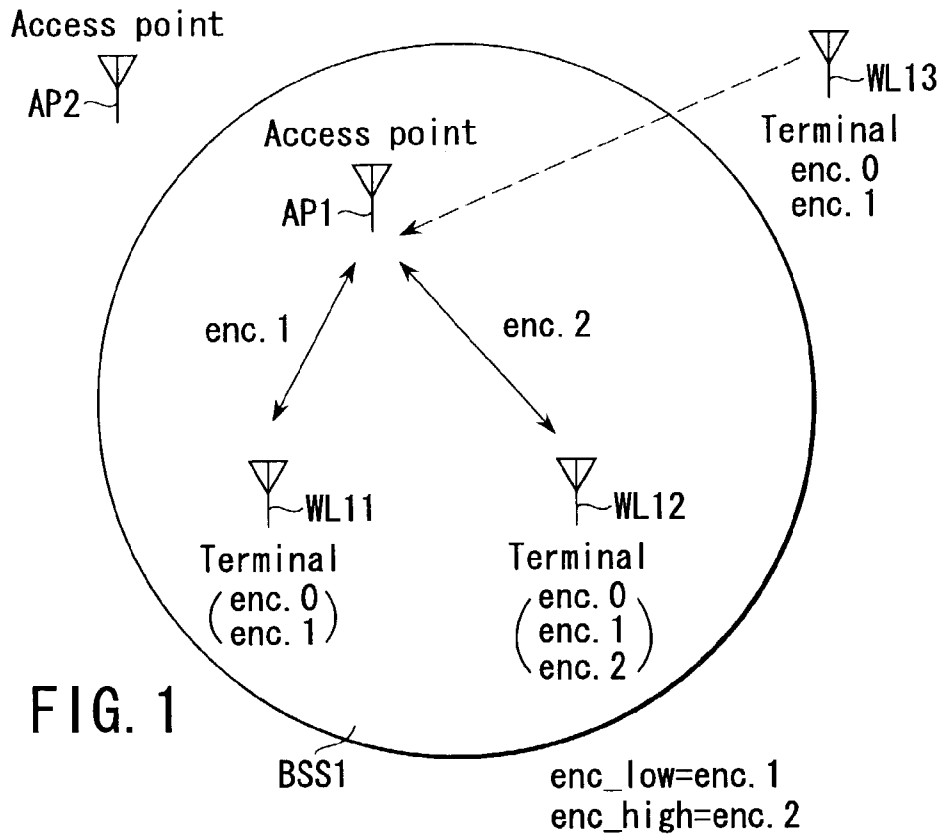 Access point
AP2
WL13
Terminal
enc.0
enc.1
Access point
AP1
enc.1
enc.2
WL11
Terminal
(enc.0
enc.1)
WL12
Terminal
(enc.0
enc.1
enc.2)
FIG.1
BSS1
enc_low=enc.1
enc_high=enc.2